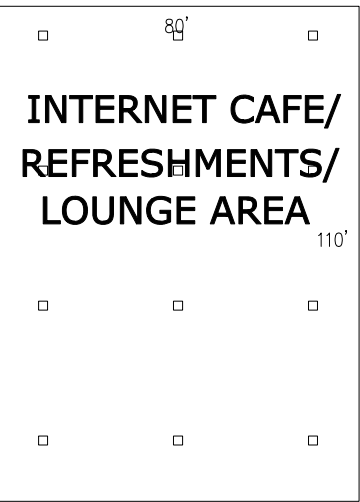 80'
INTERNET CAFE/
REFRESHMENTS/
LOUNGE AREA
110'